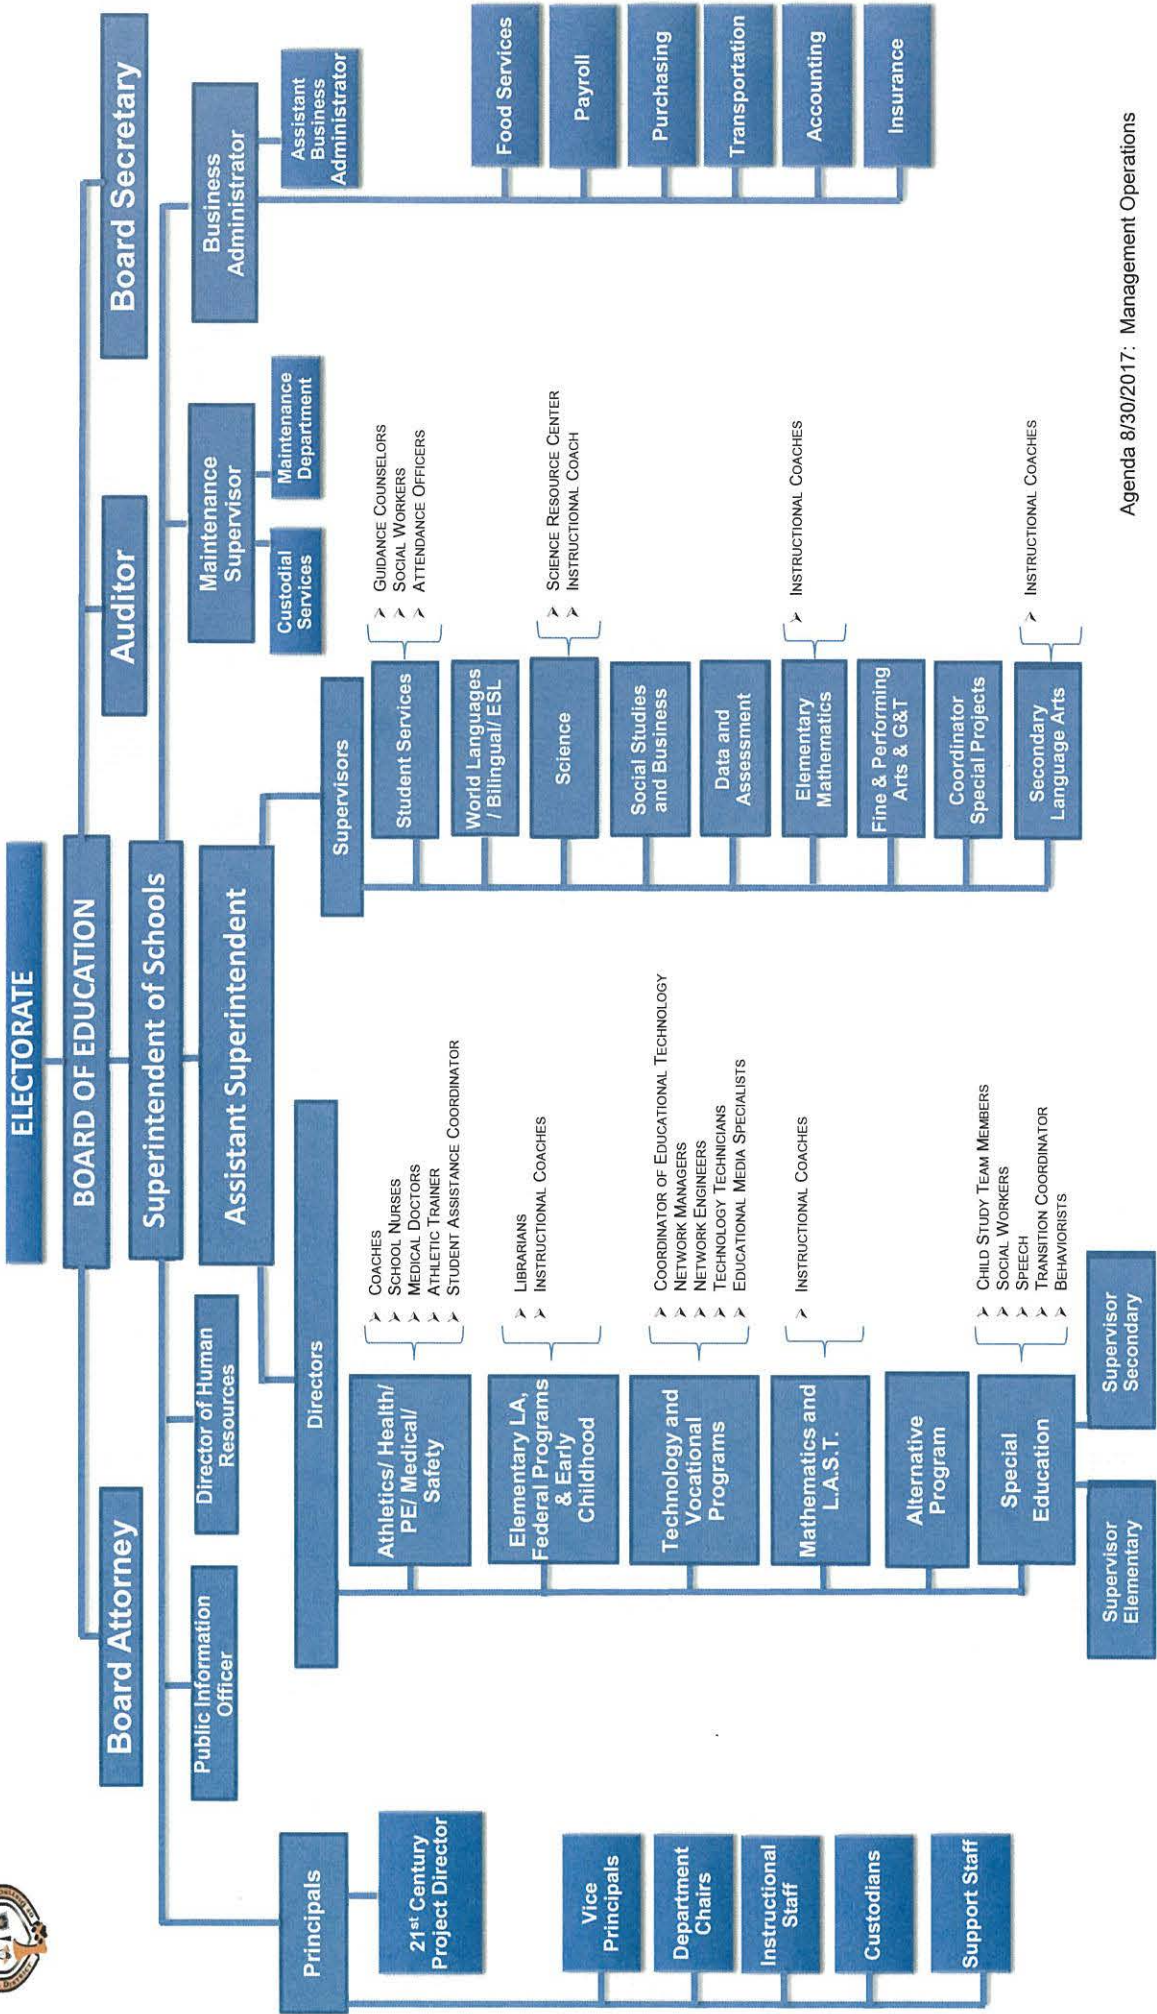 ELECTORATE
BOARD OF EDUCATION
Board Attorney
Auditor
Board Secretary
Superintendent of Schools
Principals
Public Information
Officer
Director of Human
Resources
Assistant Superintendent
Maintenance
Supervisor
Business
Administrator
21st Century
Project Director
Vice
Principals
Department
Chairs
Instructional
Staff
Custodians
Support Staff
Directors
Athletics/ Health/
PE/ Medical/
Safety
➢ COACHES
➢ SCHOOL NURSES
➢ MEDICAL DOCTORS
➢ ATHLETIC TRAINER
➢ STUDENT ASSISTANCE COORDINATOR
Elementary LA,
Federal Programs
& Early
Childhood
➢ LIBRARIANS
➢ INSTRUCTIONAL COACHES
Technology and
Vocational
Programs
➢ COORDINATOR OF EDUCATIONAL TECHNOLOGY
➢ NETWORK MANAGERS
➢ NETWORK ENGINEERS
➢ TECHNOLOGY TECHNICIANS
➢ EDUCATIONAL MEDIA SPECIALISTS
Mathematics and
L.A.S.T.
➢ INSTRUCTIONAL COACHES
Alternative
Program
Special
Education
➢ CHILD STUDY TEAM MEMBERS
➢ SOCIAL WORKERS
➢ SPEECH
➢ TRANSITION COORDINATOR
➢ BEHAVIORISTS
Supervisor
Elementary
Supervisor
Secondary
Supervisors
Student Services
➢ GUIDANCE COUNSELORS
➢ SOCIAL WORKERS
➢ ATTENDANCE OFFICERS
World Languages
/ Bilingual/ ESL
Science
➢ SCIENCE RESOURCE CENTER
➢ INSTRUCTIONAL COACH
Social Studies
and Business
Data and
Assessment
Elementary
Mathematics
➢ INSTRUCTIONAL COACHES
Fine & Performing
Arts & G&T
Coordinator
Special Projects
Secondary
Language Arts
➢ INSTRUCTIONAL COACHES
Custodial
Services
Maintenance
Department
Assistant
Business
Administrator
Food Services
Payroll
Purchasing
Transportation
Accounting
Insurance
Agenda 8/30/2017: Management Operations